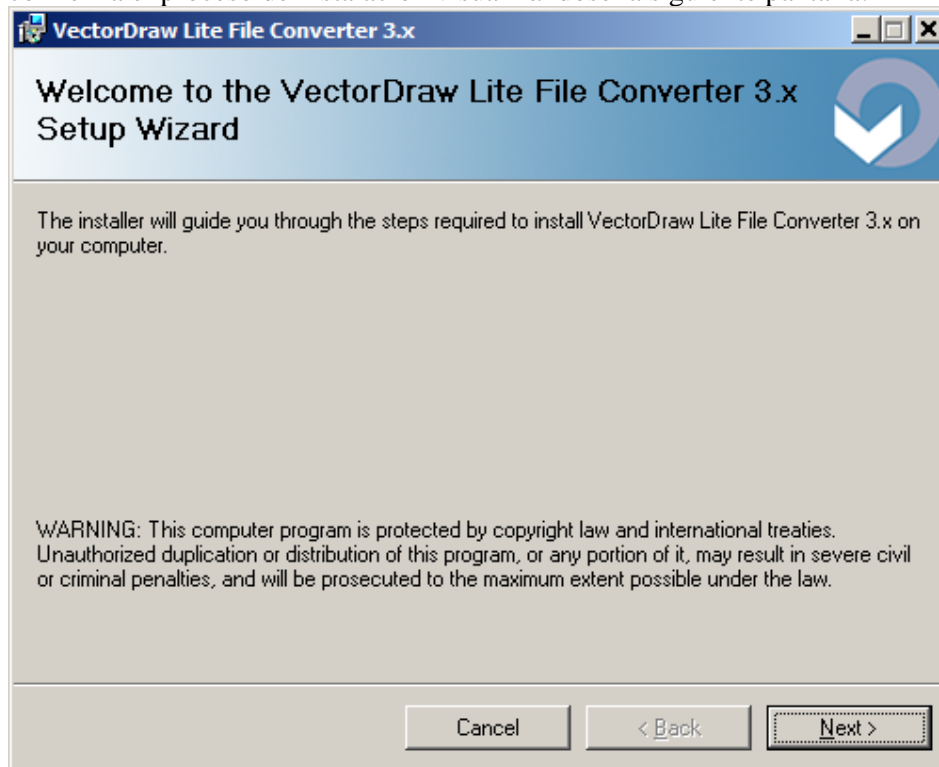 VectorDraw Lite File Converter 3.x
Welcome to the VectorDraw Lite File Converter 3.x
Setup Wizard
The installer will guide you through the steps required to install VectorDraw Lite File Converter 3.x on
your computer.
WARNING: This computer program is protected by copyright law and international treaties.
Unauthorized duplication or distribution of this program, or any portion of it, may result in severe civil
or criminal penalties, and will be prosecuted to the maximum extent possible under the law.
Cancel < Back Next >